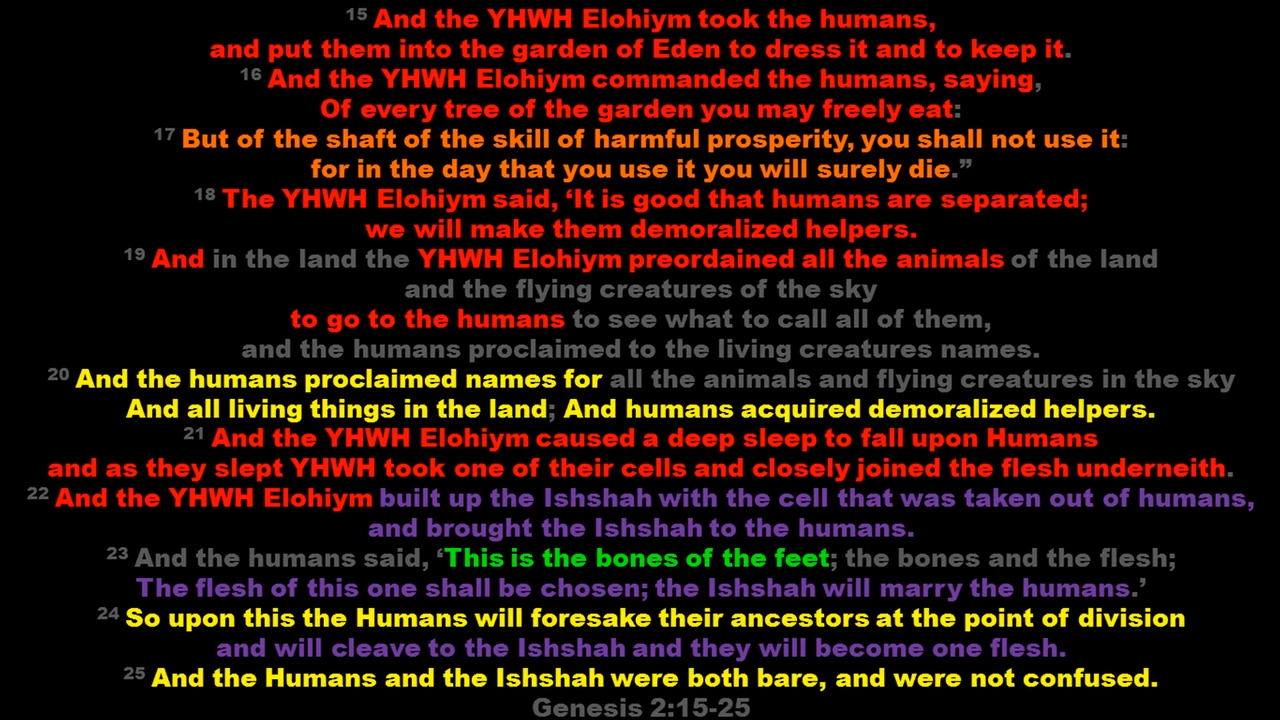 15 And the YHWH Elohiym took the humans,
and put them into the garden of Eden to dress it and to keep it.
16 And the YHWH Elohiym commanded the humans, saying,
Of every tree of the garden you may freely eat:
17 But of the shaft of the skill of harmful prosperity, you shall not use it:
for in the day that you use it you will surely die.”
18 The YHWH Elohiym said, ‘It is good that humans are separated;
we will make them demoralized helpers.
19 And in the land the YHWH Elohiym preordained all the animals of the land
and the flying creatures of the sky
to go to the humans to see what to call all of them,
and the humans proclaimed to the living creatures names.
20 And the humans proclaimed names for all the animals and flying creatures in the sky
And all living things in the land; And humans acquired demoralized helpers.
21 And the YHWH Elohiym caused a deep sleep to fall upon Humans
and as they slept YHWH took one of their cells and closely joined the flesh underneith.
22 And the YHWH Elohiym built up the Ishshah with the cell that was taken out of humans,
and brought the Ishshah to the humans.
23 And the humans said, ‘This is the bones of the feet; the bones and the flesh;
The flesh of this one shall be chosen; the Ishshah will marry the humans.’
24 So upon this the Humans will foresake their ancestors at the point of division
and will cleave to the Ishshah and they will become one flesh.
25 And the Humans and the Ishshah were both bare, and were not confused.
Genesis 2:15-25